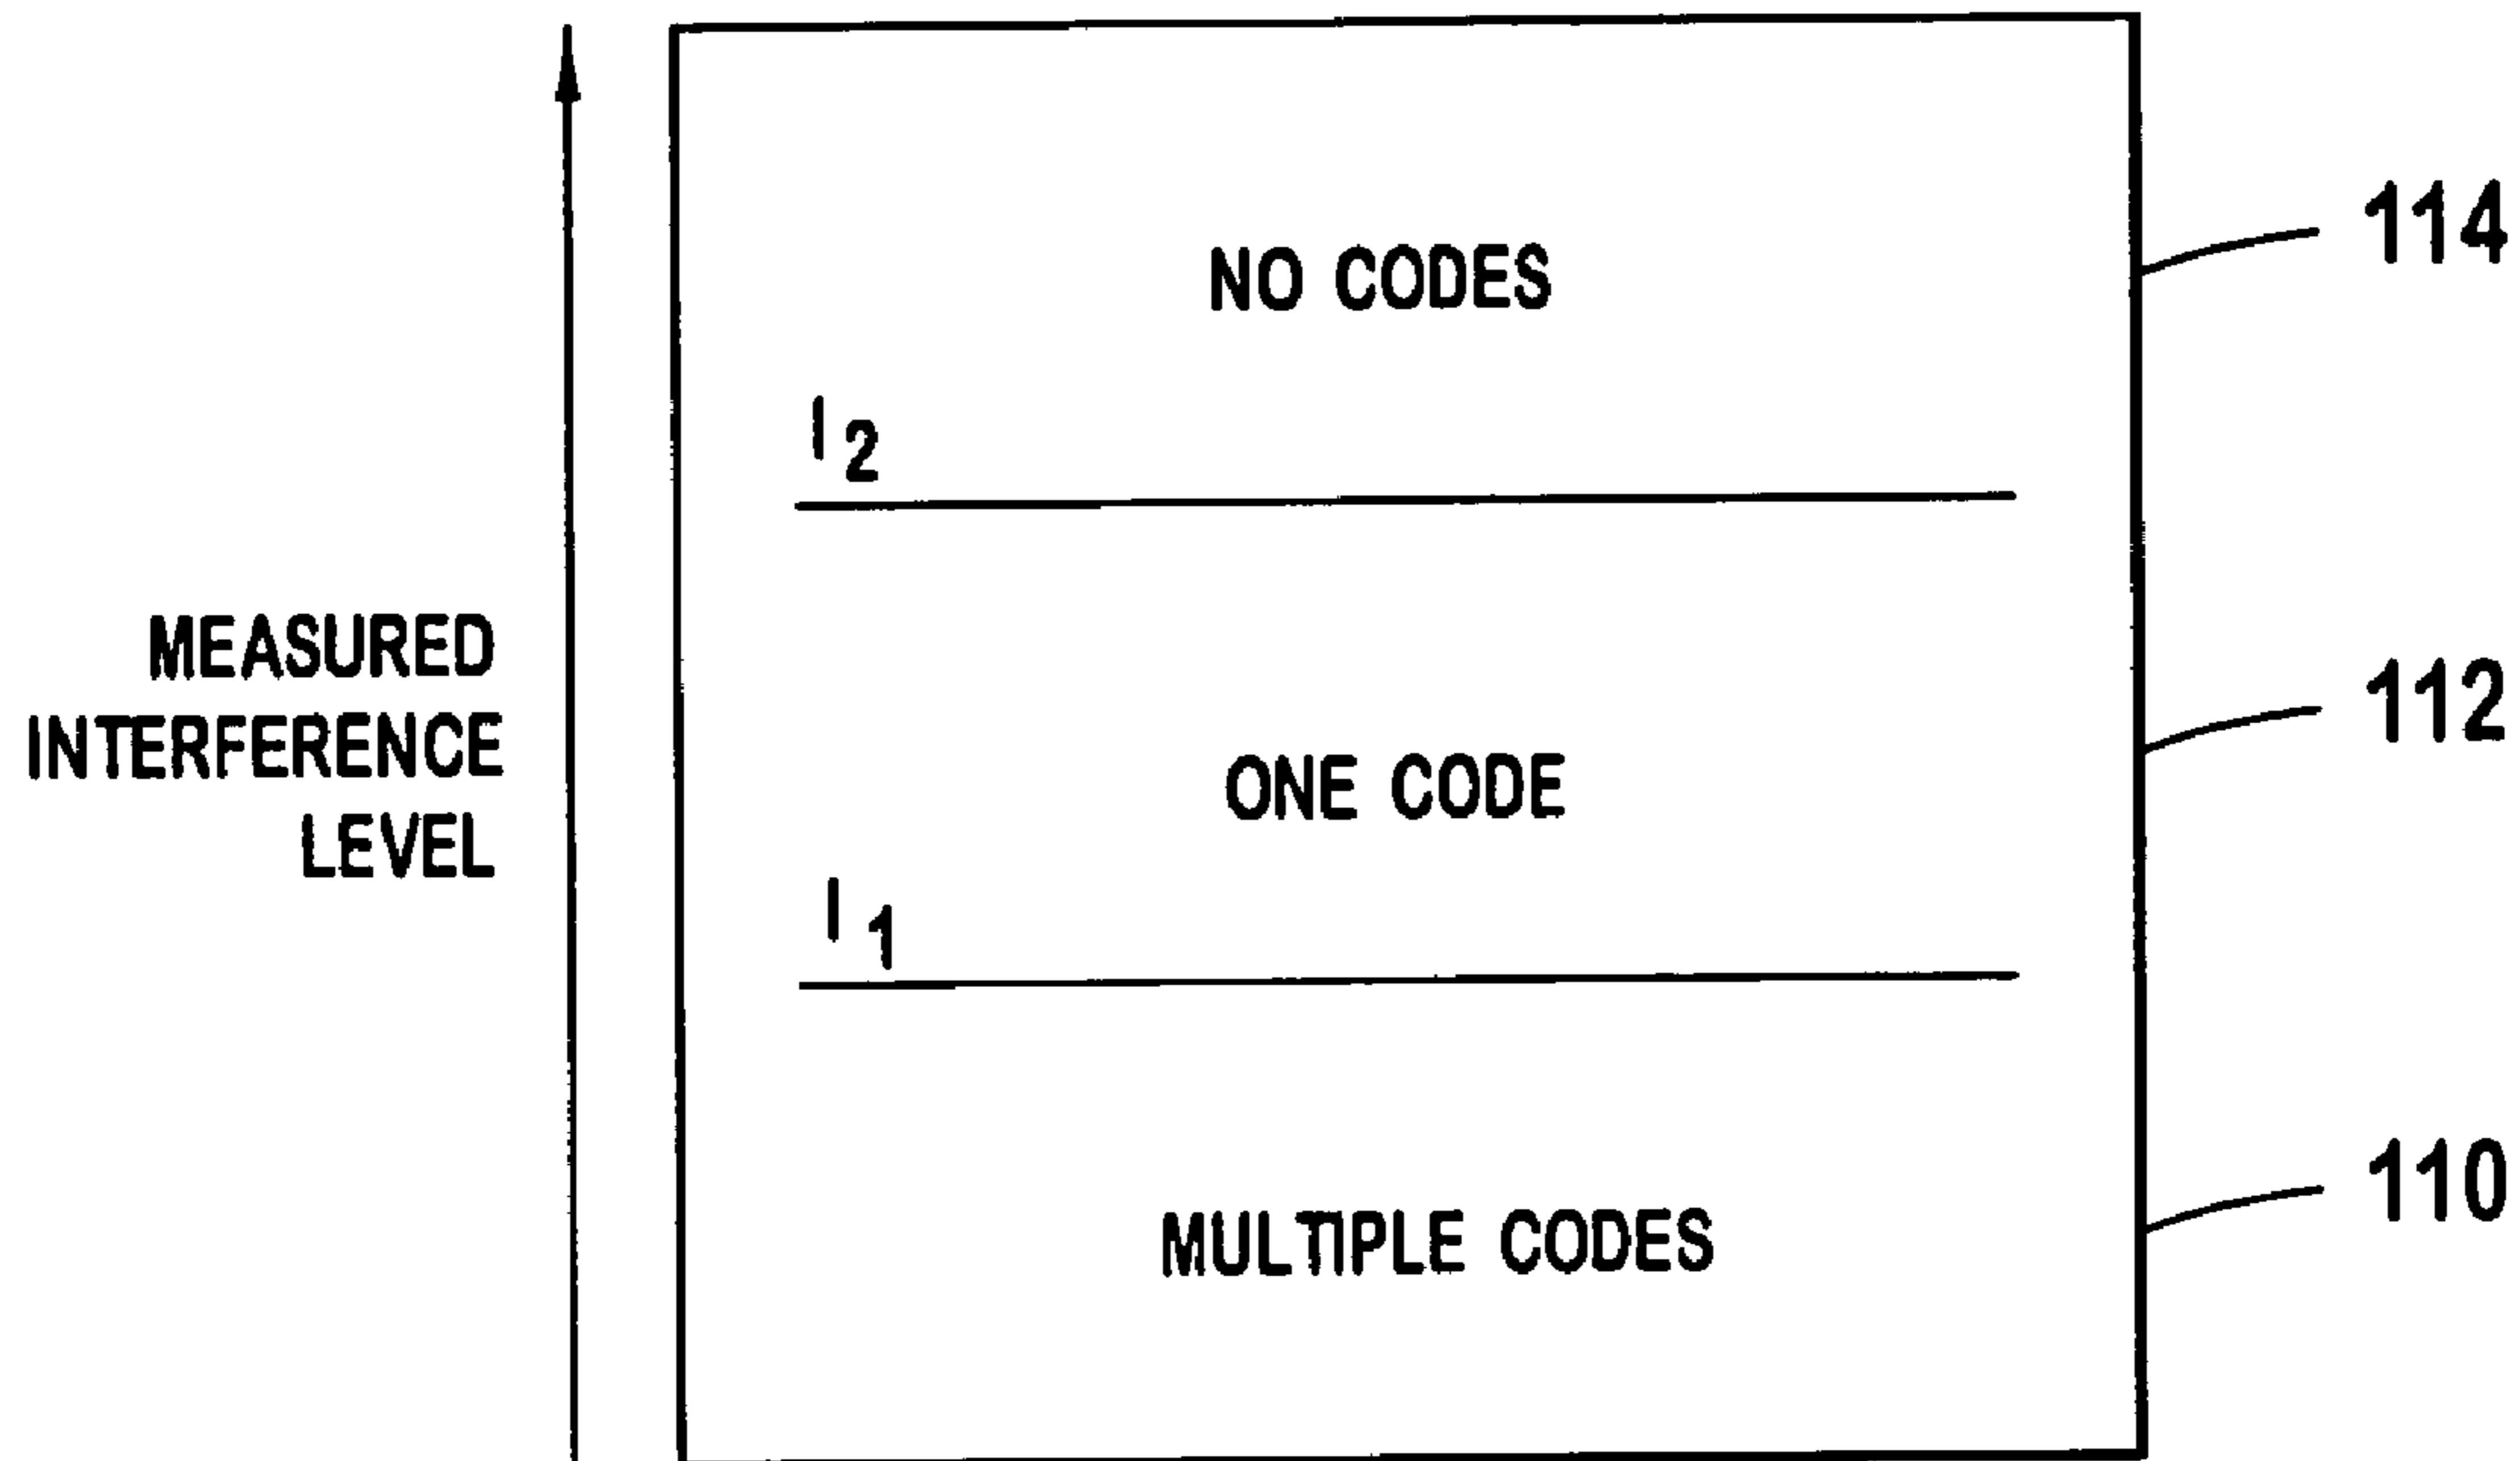 114
NO CODES
I2
MEASURED
INTERFERENCE
LEVEL
112
ONE CODE
I1
110
MULTIPLE CODES